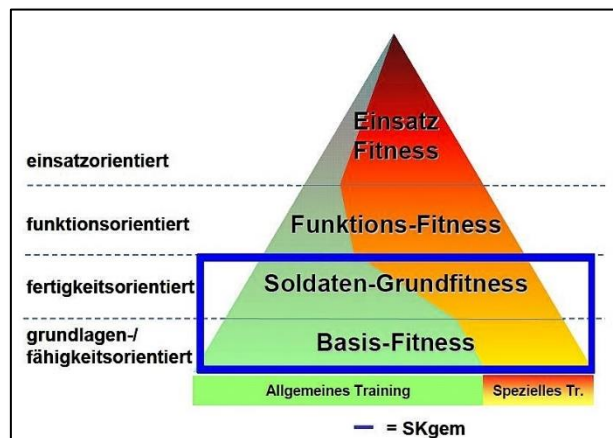 Einsatz
Fitness
einsatzorientiert
funktionsorientiert
Funktions-Fitness
fertigkeitsorientiert
Soldaten-Grundfitness
grundlagen-/
fähigkeitsorientiert
Basis-Fitness
Allgemeines Training
Spezielles Tr.
= SKgem